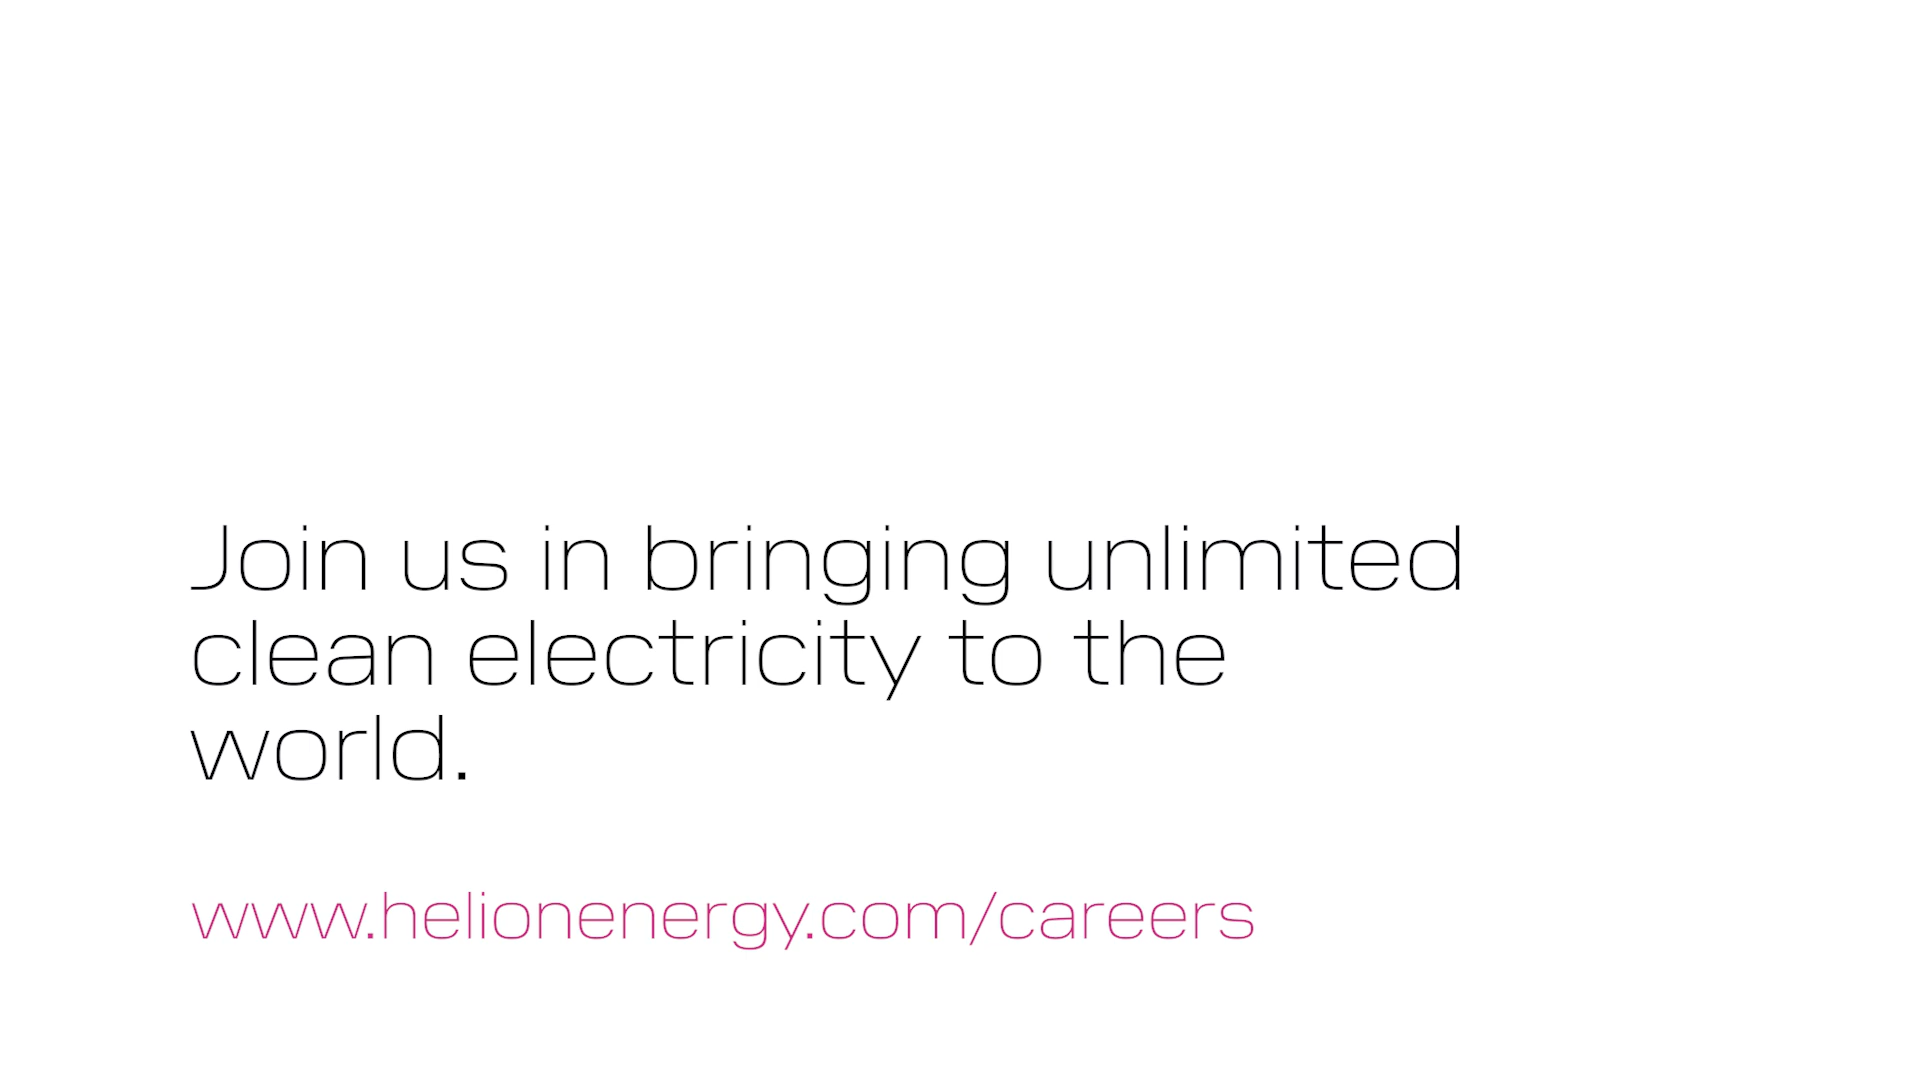 Join us in bringing unlimited
clean electricity to the
world.
www.helionenergy.com/careers